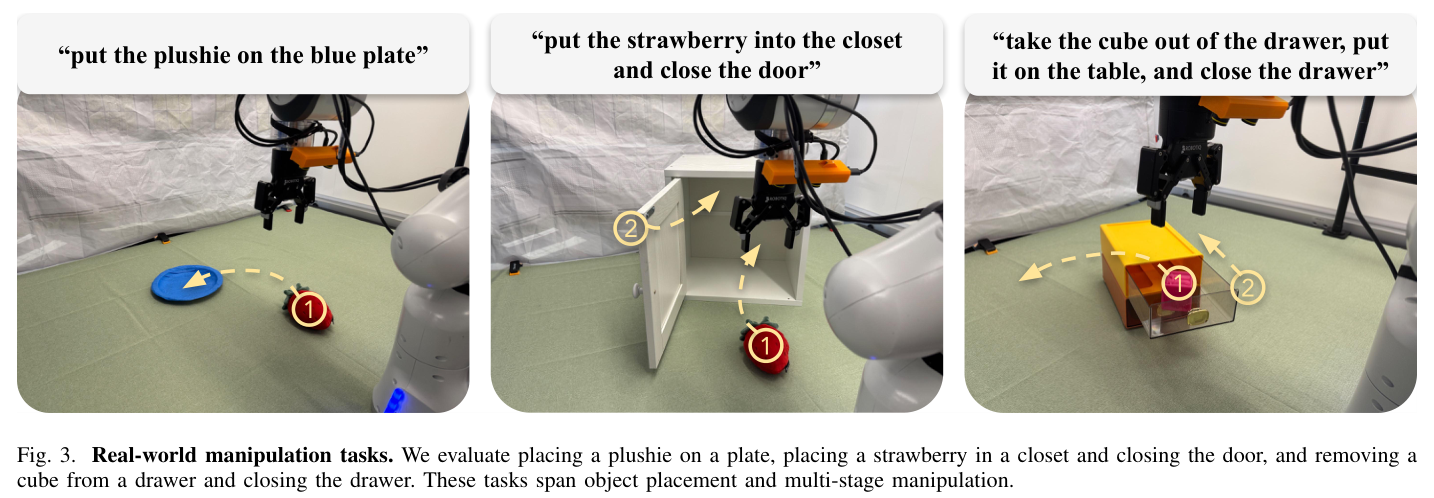 “put the plushie on the blue plate”
“put the strawberry into the closet
and close the door”
“take the cube out of the drawer, put
it on the table, and close the drawer”
1
2
1
1
2
Fig. 3. Real-world manipulation tasks. We evaluate placing a plushie on a plate, placing a strawberry in a closet and closing the door, and removing a
cube from a drawer and closing the drawer. These tasks span object placement and multi-stage manipulation.